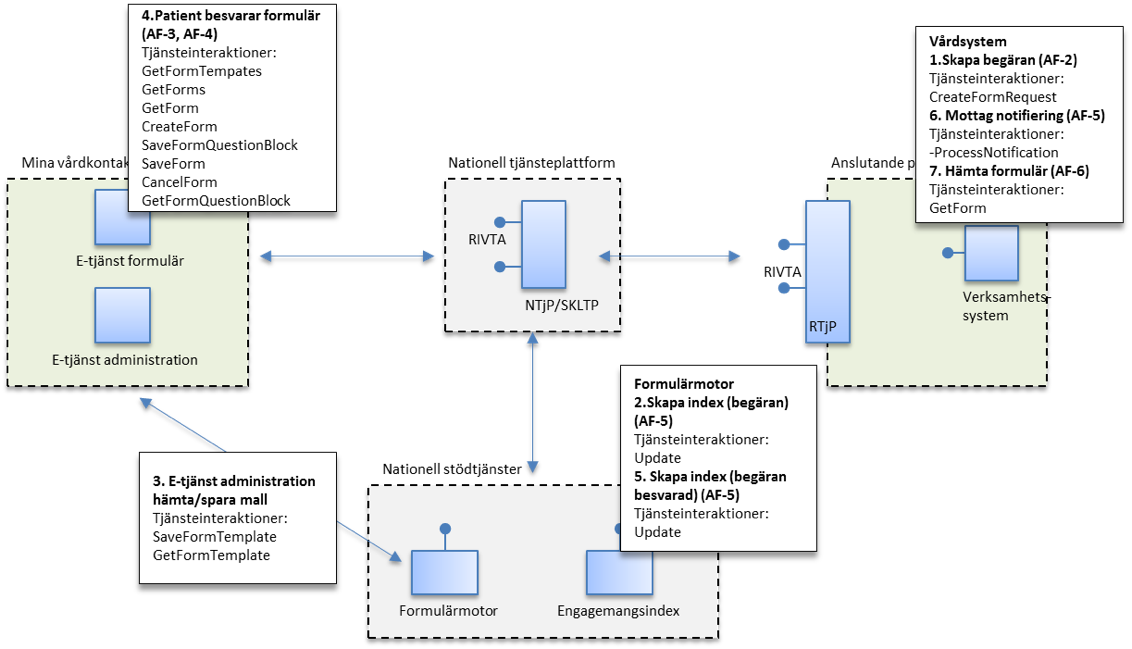 4.Patient besvarar formulär
(AF-3, AF-4)
Tjänsteinteraktioner:
GetFormTempates
GetForms
GetForm
CreateForm
SaveFormQuestionBlock
SaveForm
CancelForm
GetFormQuestionBlock
Mina vårdkontak
E-tjänst formulär
E-tjänst administration
Nationell tjänsteplattform
RIVTA
NTjP/SKLTP
Vårdsystem
1.Skapa begäran (AF-2)
Tjänsteinteraktioner:
CreateFormRequest
6. Mottag notifiering (AF-5)
Tjänsteinteraktioner:
-ProcessNotification
7. Hämta formulär (AF-6)
Tjänsteinteraktioner:
GetForm
Anslutande p
RIVTA
RTjP
Verksamhets-
system
Formulärmotor
2.Skapa index (begäran)
(AF-5)
Tjänsteinteraktioner:
Update
5. Skapa index (begäran
besvarad) (AF-5)
Tjänsteinteraktioner:
Update
3. E-tjänst administration
hämta/spara mall
Tjänsteinteraktioner:
SaveFormTemplate
GetFormTemplate
Nationell stödtjänster
Formulärmotor
Engagemangsindex